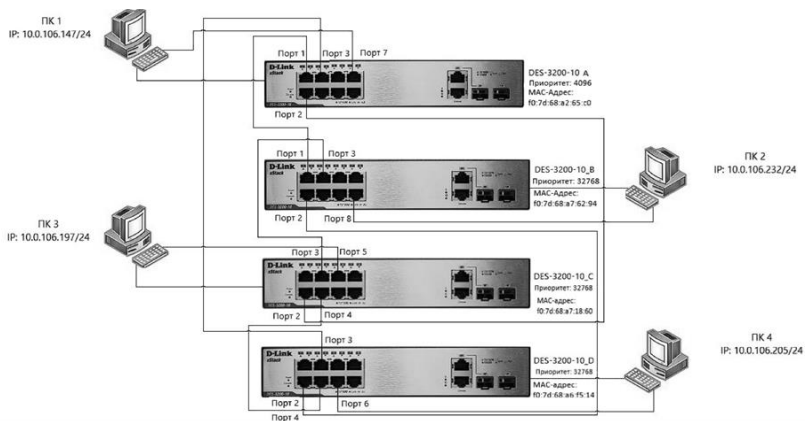 ПК 1
IP: 10.0.106.147/24
Порт 1
Порт 3
Порт 7
D-Link
DES-3200-10 A
Приоритет: 4096
MAC-Адрес:
f0:7d:68:a2:65:c0
Порт 2
Порт 1
Порт 3
D-Link
DES-3200-10_B
Приоритет: 32768
MAC-Адрес:
f0:7d:68:a7:62:94
Порт 2
Порт 8
ПК 2
IP: 10.0.106.232/24
ПК 3
IP: 10.0.106.197/24
Порт 3
Порт 5
D-Link
DES-3200-10_C
Приоритет: 32768
MAC-адрес:
f0:7d:68:a7:18:60
Порт 2
Порт 4
Порт 3
D-Link
DES-3200-10_D
Приоритет: 32768
MAC-адрес:
f0:7d:68:a6:f5:14
Порт 2
Порт 6
Порт 4
ПК 4
IP: 10.0.106.205/24